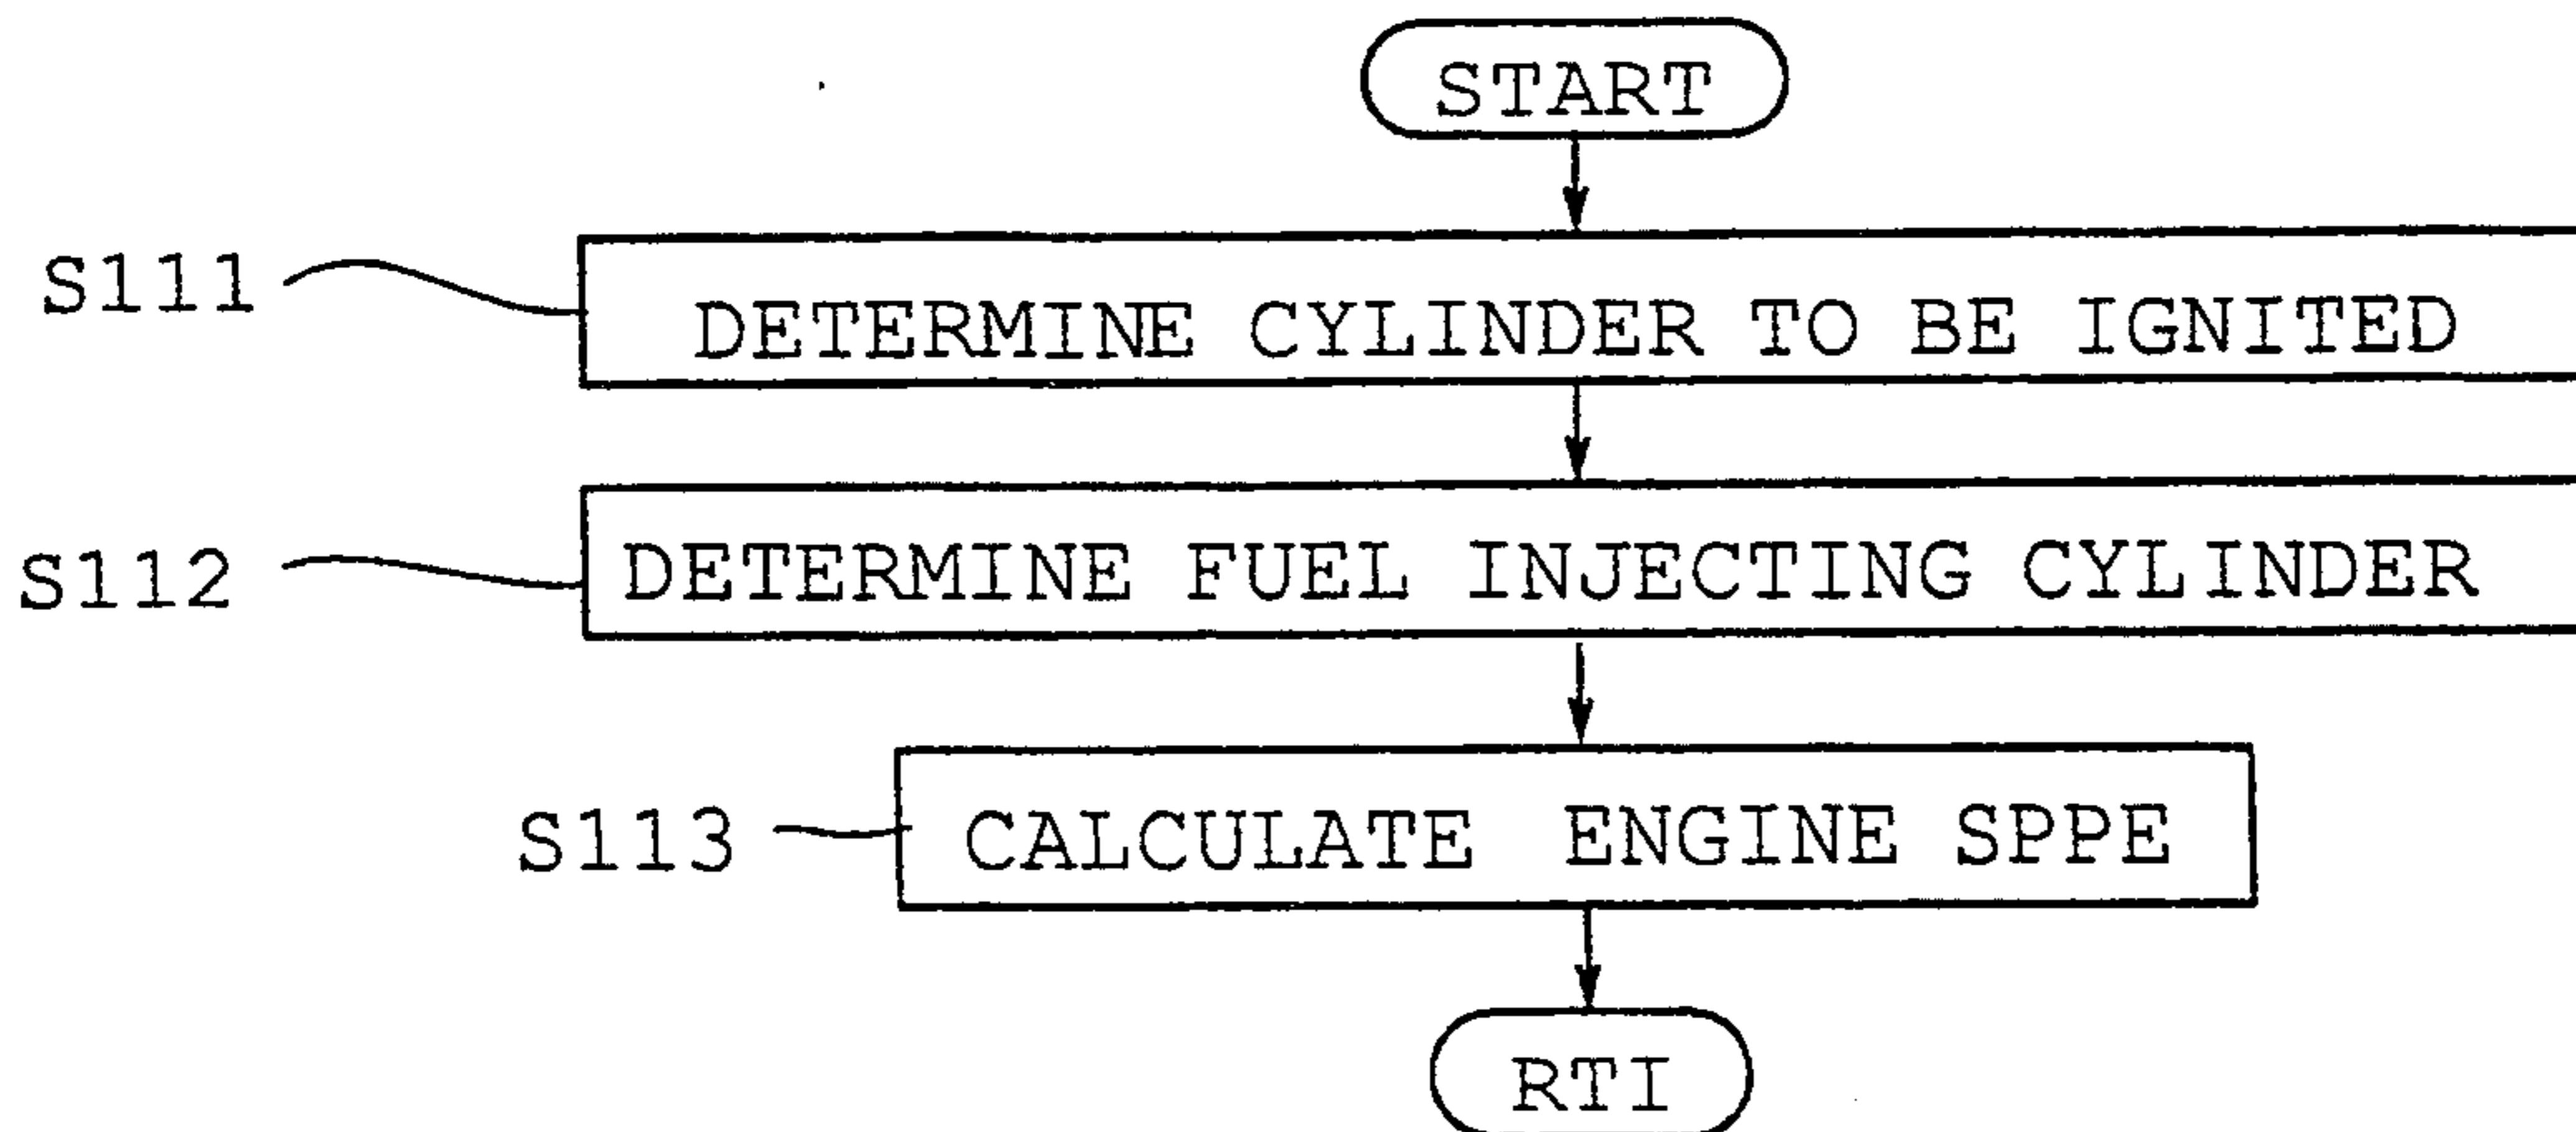 START
S111
DETERMINE CYLINDER TO BE IGNITED
S112
DETERMINE FUEL INJECTING CYLINDER
S113
CALCULATE ENGINE SPPE
RTI